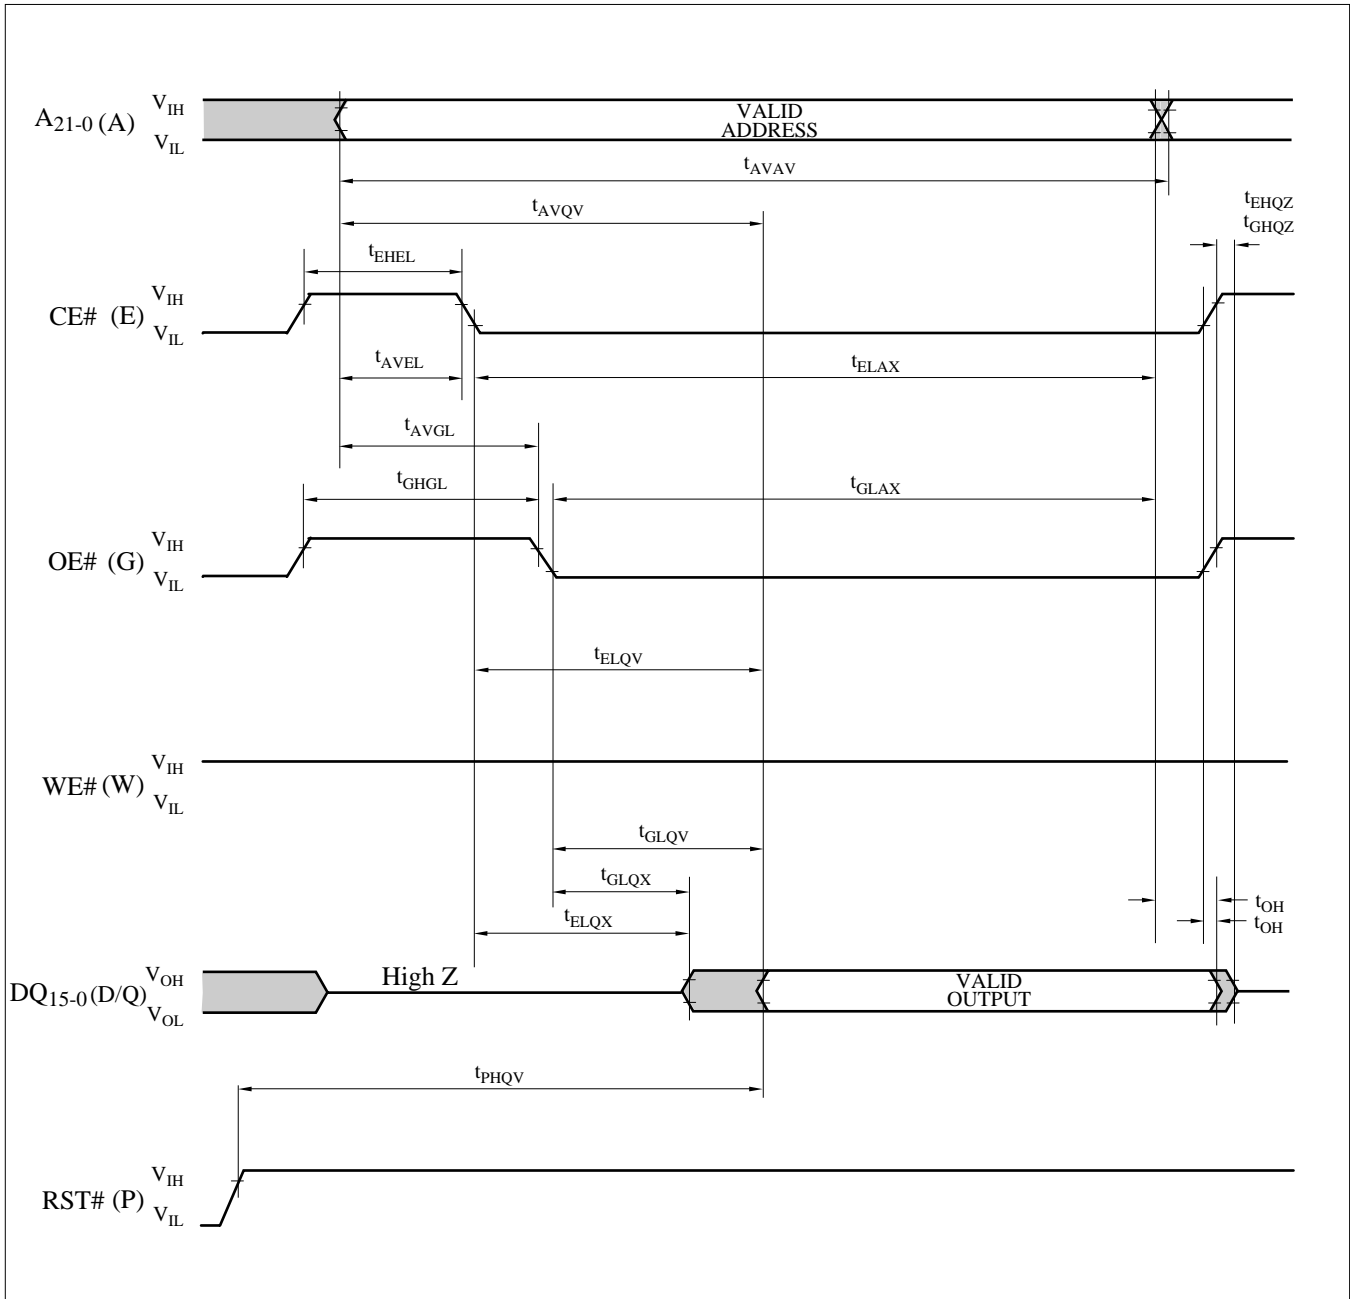 VIH
A21-0 (A)
VIL
VALID
ADDRESS
tAVAV
tAVQV
tEHQZ
tGHQZ
tEHEL
VIH
CE# (E)
VIL
tAVEL
tELAX
tAVGL
tGHGL
tGLAX
VIH
OE# (G)
VIL
tELQV
VIH
WE# (W)
VIL
tGLQV
tGLQX
tELQX
tOH
tOH
VOH
DQ15-0 (D/Q)
VOL
High Z
VALID
OUTPUT
tPHQV
VIH
RST# (P)
VIL